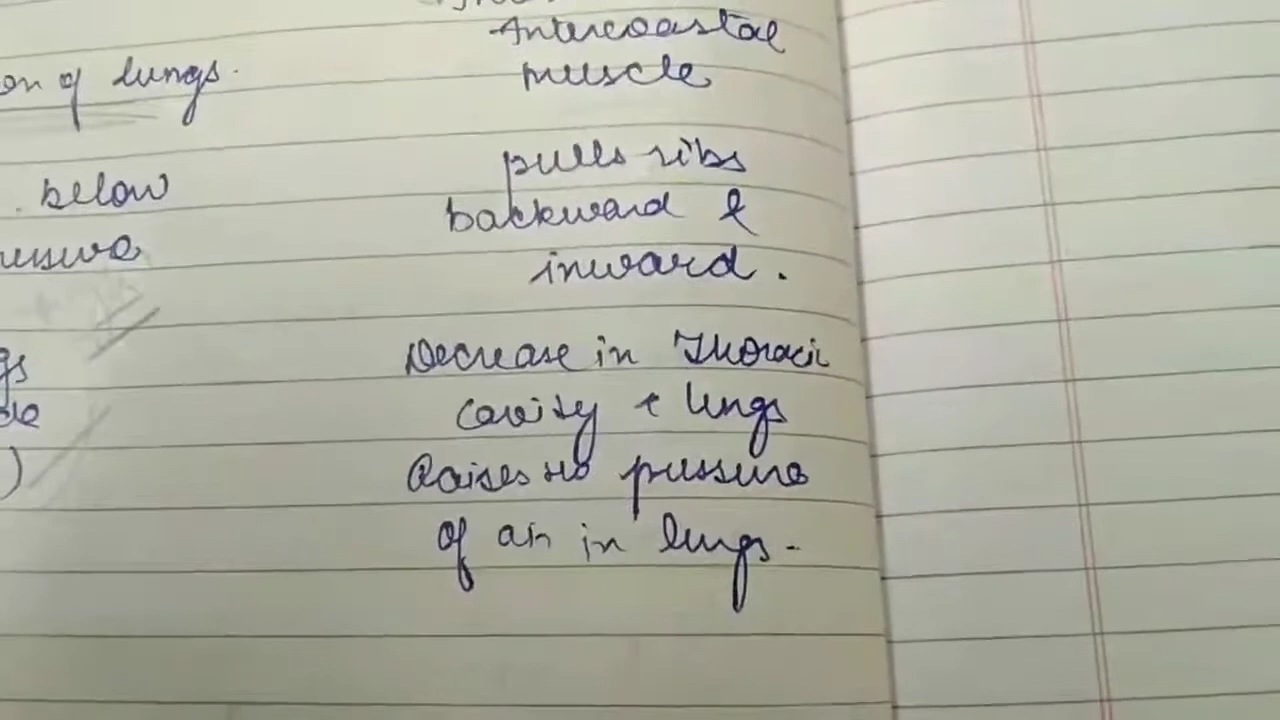 Intercoastal
muscle
on of lungs.
pulls ribs
below
backward &
inward.
Decrease in Thoracic
cavity & lungs
Raises the pressure
of air in lungs-